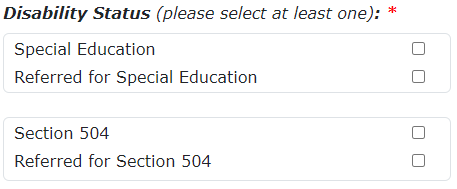 Disability Status (please select at least one): *
Special Education
Referred for Special Education
Section 504
Referred for Section 504